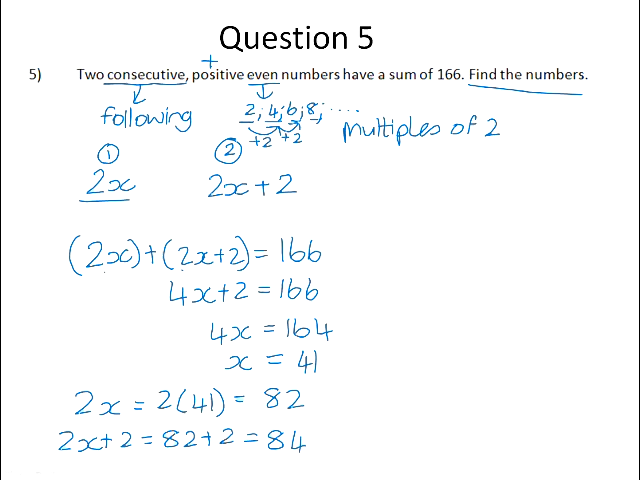 Question 5
+
5) Two consecutive, positive even numbers have a sum of 166. Find the numbers.
following 2; 4; 6; 8; .....
+2 +2 multiples of 2
① ②
2x 2x + 2
(2x) + (2x+2) = 166
4x + 2 = 166
4x = 164
x = 41
2x = 2(41) = 82
2x + 2 = 82 + 2 = 84